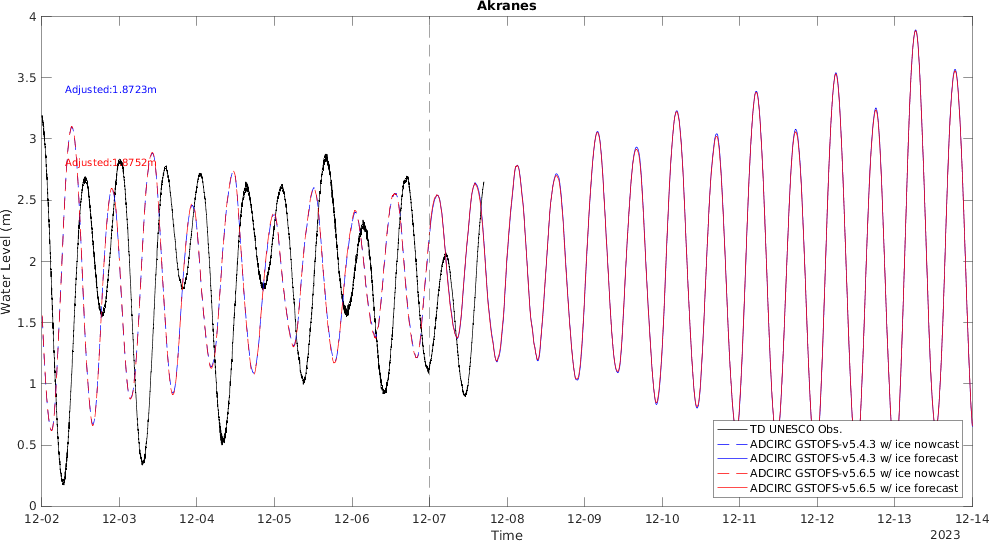 Akranes
4
3.5
3
2.5
2
1.5
1
0.5
0
Water Level (m)
Adjusted:1.8723m
Adjusted:1.8752m
TD UNESCO Obs.
ADCIRC GSTOFS-v5.4.3 w/ ice nowcast
ADCIRC GSTOFS-v5.4.3 w/ ice forecast
ADCIRC GSTOFS-v5.6.5 w/ ice nowcast
ADCIRC GSTOFS-v5.6.5 w/ ice forecast
12-02 12-03 12-04 12-05 12-06 12-07 12-08 12-09 12-10 12-11 12-12 12-13 12-14
Time
2023